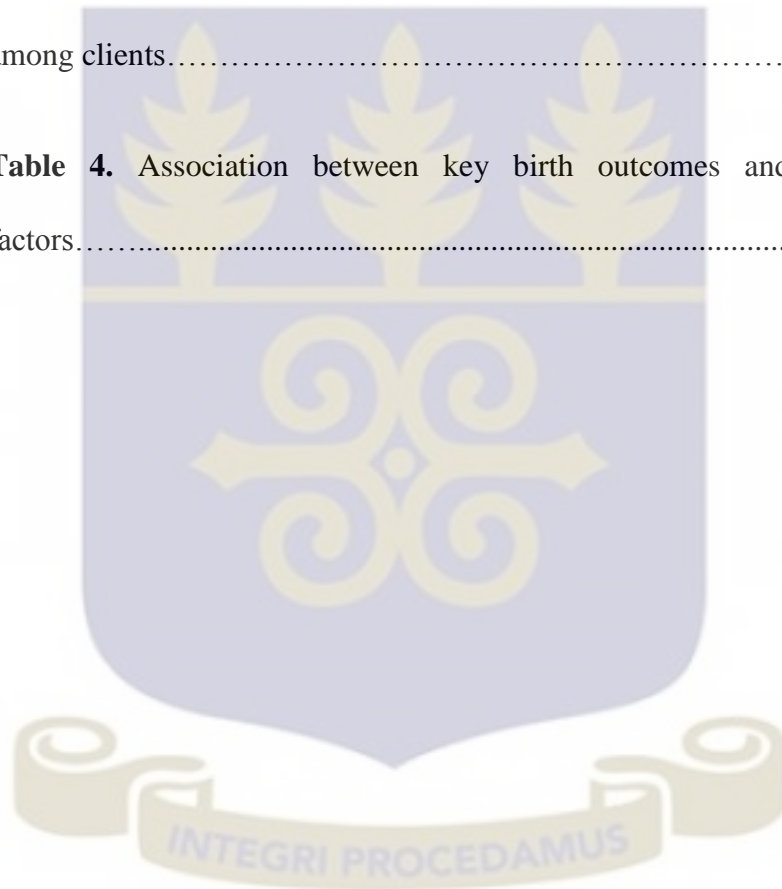 among clients…………………………………………………
Table 4. Association between key birth outcomes and
factors……...............................................................................
INTEGRI PROCEDAMUS